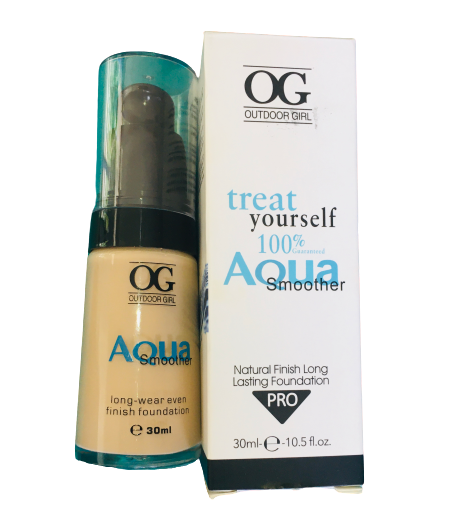 OG
OUTDOOR GIRL
Aqua
Smoother
long-wear even
finish foundation
℮ 30ml
OG
OUTDOOR GIRL
treat
yourself
100%
Guaranteed
Aqua
Smoother
Natural Finish Long
Lasting Foundation
PRO
30ml-℮-10.5 fl.oz.